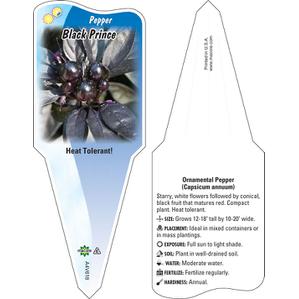 Pepper
Black Prince
Heat Tolerant!
Printed in U.S.A.
Ornamental Pepper
(Capsicum annuum)
Starry, white flowers followed by conical,
black fruit that matures red. Compact
plant. Heat tolerant.
SIZE: Grows 12-18" tall by 10-20" wide.
PLACEMENT: Ideal in mixed containers or
in mass plantings.
EXPOSURE: Full sun to light shade.
SOIL: Plant in well-drained soil.
WATER: Moderate water.
FERTILIZE: Fertilize regularly.
HARDINESS: Annual.